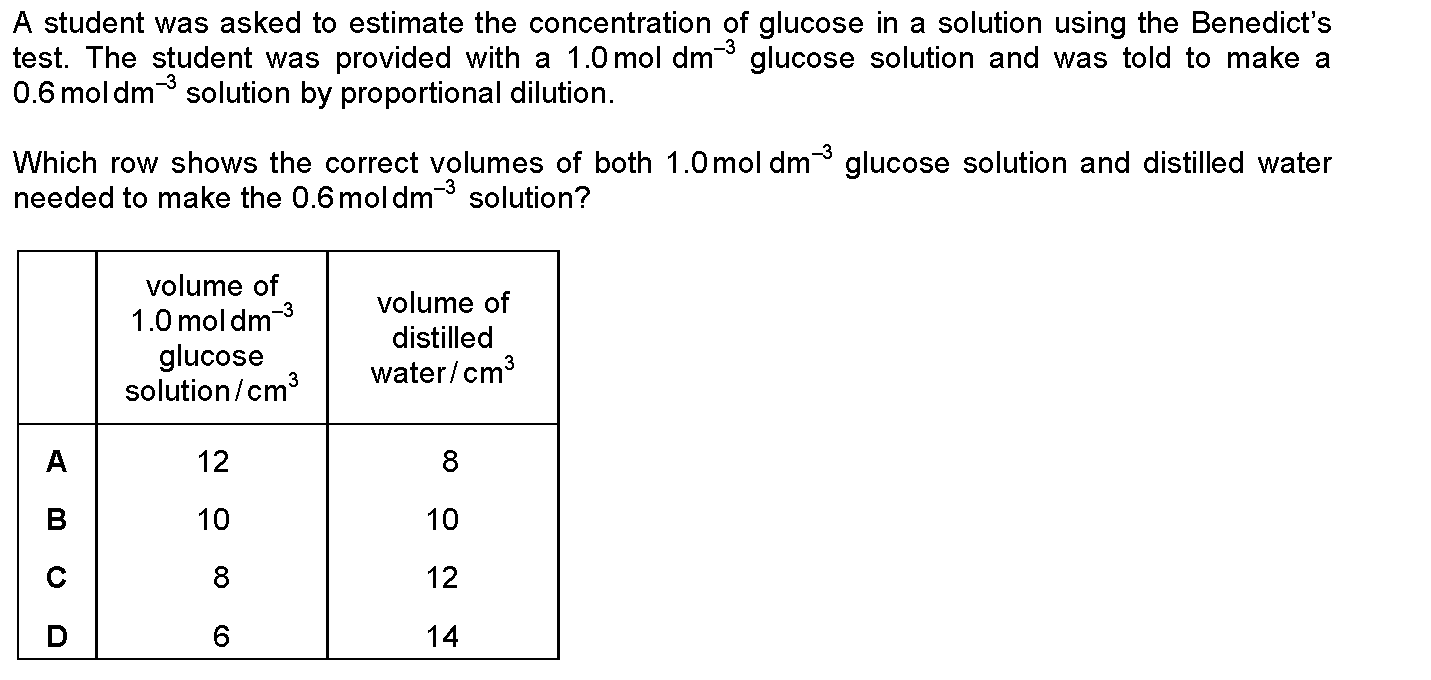 A student was asked to estimate the concentration of glucose in a solution using the Benedict’s
test. The student was provided with a 1.0 mol dm⁻³ glucose solution and was told to make a
0.6 mol dm⁻³ solution by proportional dilution.
Which row shows the correct volumes of both 1.0 mol dm⁻³ glucose solution and distilled water
needed to make the 0.6 mol dm⁻³ solution?
volume of
1.0 mol dm⁻³
glucose
solution / cm³
volume of
distilled
water / cm³
A 12 8
B 10 10
C 8 12
D 6 14